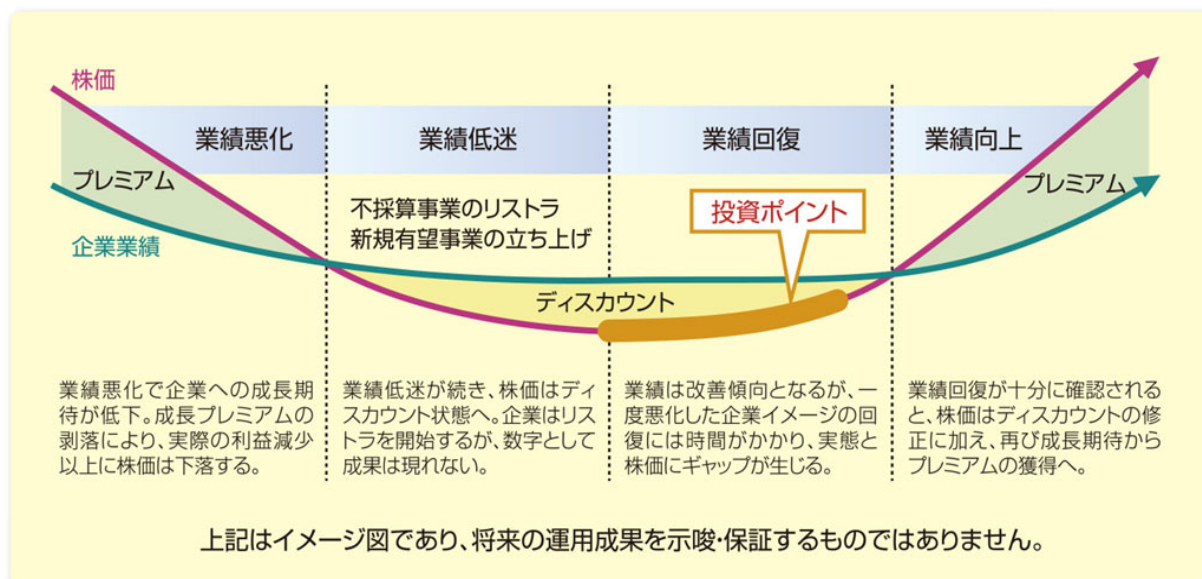 株価
業績悪化
業績低迷
業績回復
業績向上
プレミアム
プレミアム
企業業績
不採算事業のリストラ
新規有望事業の立ち上げ
投資ポイント
ディスカウント
業績悪化で企業への成長期
待が低下。成長プレミアムの
剥落により、実際の利益減少
以上に株価は下落する。
業績低迷が続き、株価はディ
スカウント状態へ。企業はリス
トラを開始するが、数字として
成果は現れない。
業績は改善傾向となるが、一
度悪化した企業イメージの回
復には時間がかかり、実態と
株価にギャップが生じる。
業績回復が十分に確認される
と、株価はディスカウントの修
正に加え、再び成長期待から
プレミアムの獲得へ。
上記はイメージ図であり、将来の運用成果を示唆・保証するものではありません。